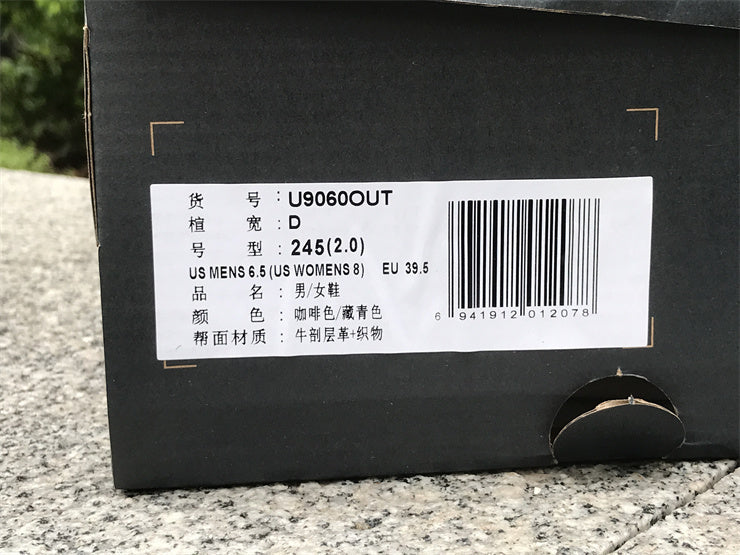 货 号 : U9060OUT
楦 宽 : D
号 型 : 245(2.0)
US MENS 6.5 (US WOMENS 8) EU 39.5
品 名 : 男/女鞋
颜 色 : 咖啡色/藏青色
帮面材质 : 牛剖层革+织物
6 941912 012078